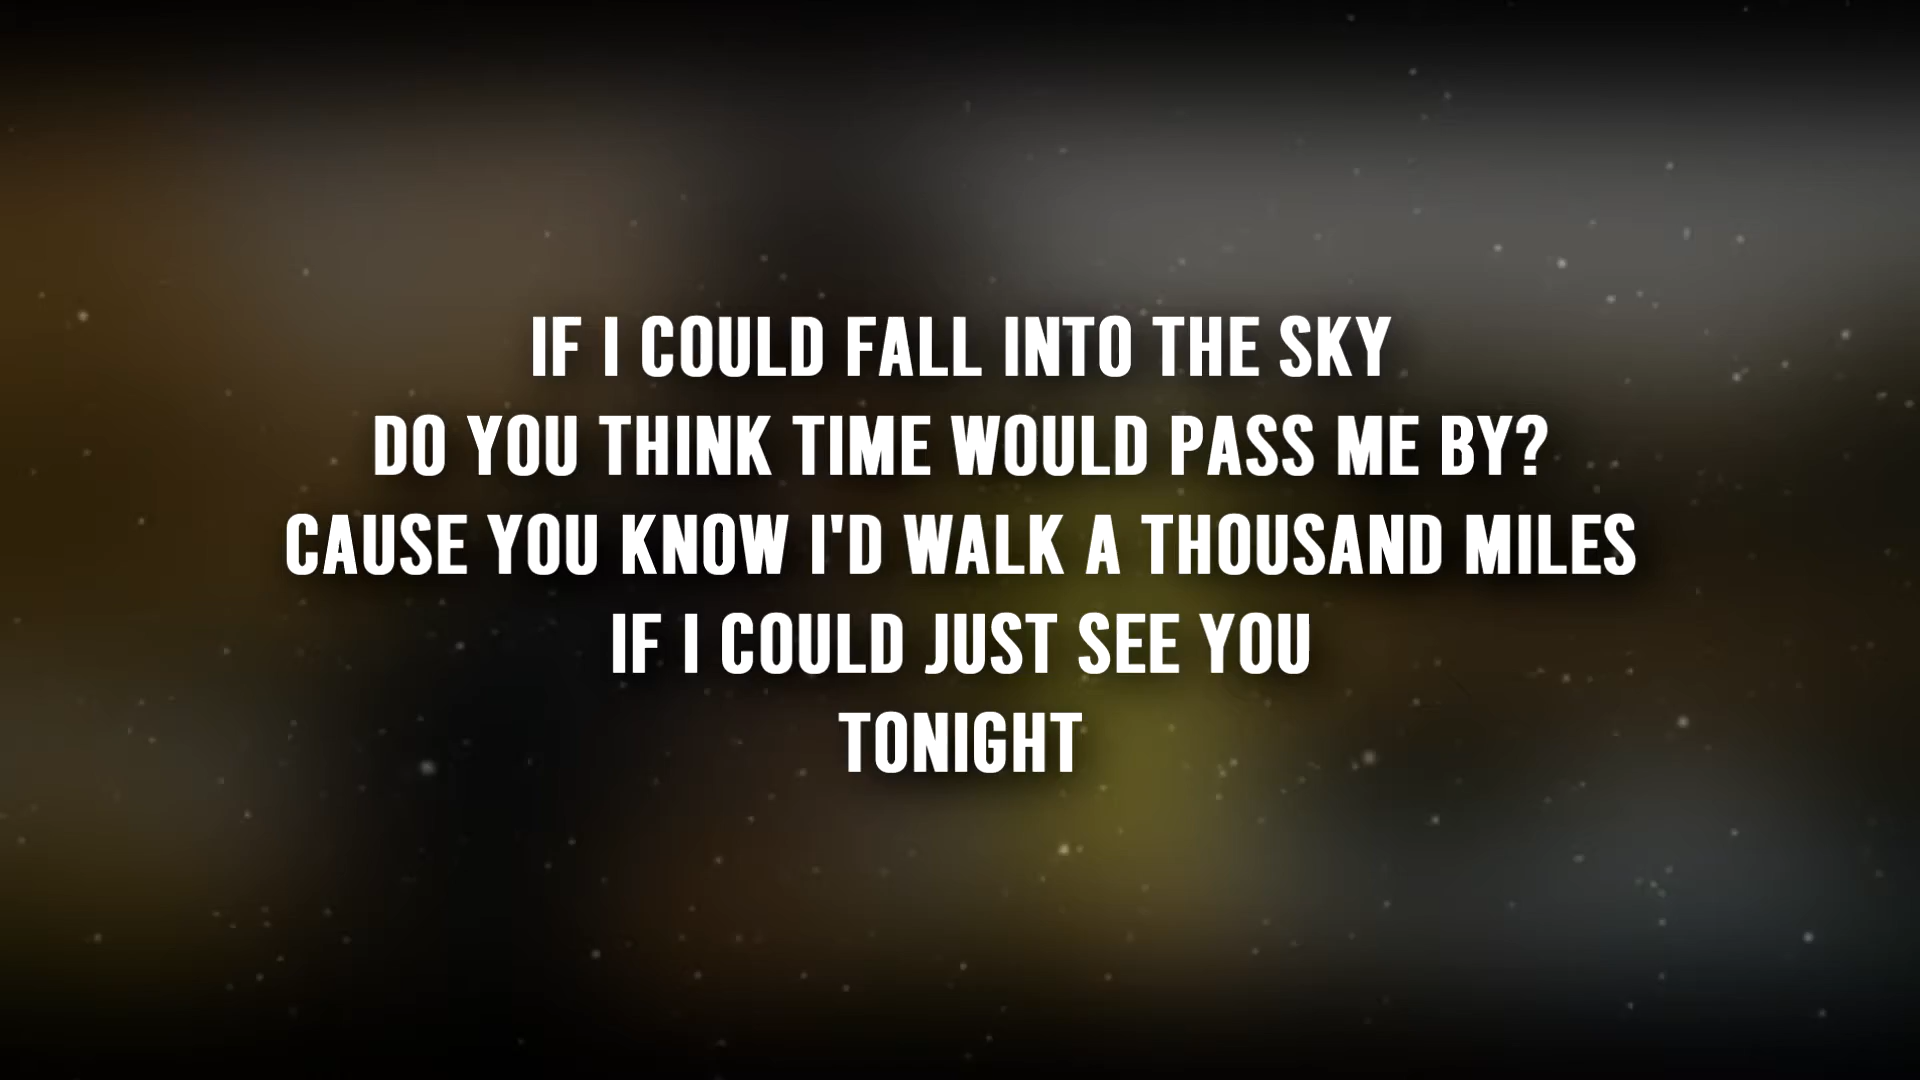 IF I COULD FALL INTO THE SKY
DO YOU THINK TIME WOULD PASS ME BY?
CAUSE YOU KNOW I'D WALK A THOUSAND MILES
IF I COULD JUST SEE YOU
TONIGHT